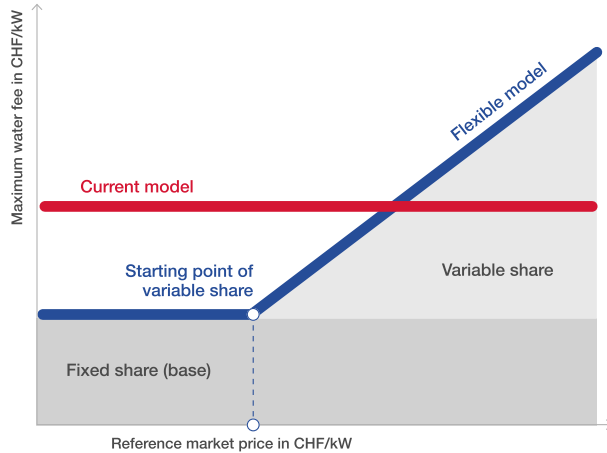 Maximum water fee in CHF/kW
Flexible model
Current model
Starting point of
variable share
Variable share
Fixed share (base)
Reference market price in CHF/kW